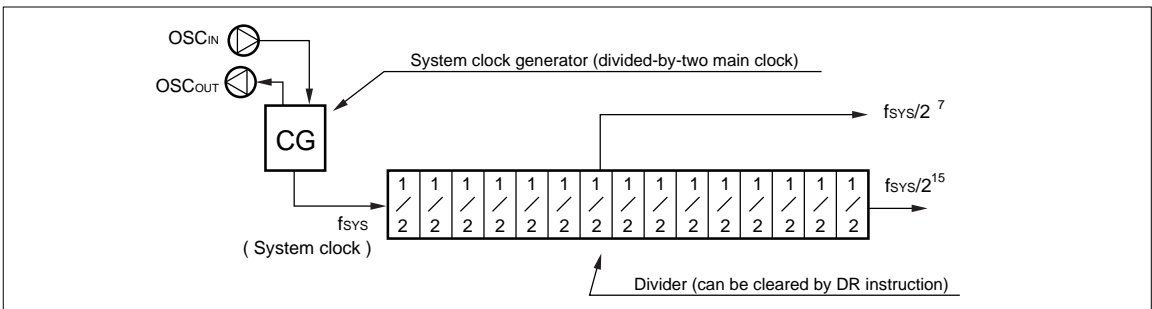 OSCIN
System clock generator (divided-by-two main clock)
OSCOUT
fSYS/2 7
CG
1 1 1 1 1 1 1 1 1 1 1 1 1 1 1
fSYS/2 15
/ / / / / / / / / / / / / / /
2 2 2 2 2 2 2 2 2 2 2 2 2 2 2
fSYS
( System clock )
Divider (can be cleared by DR instruction)